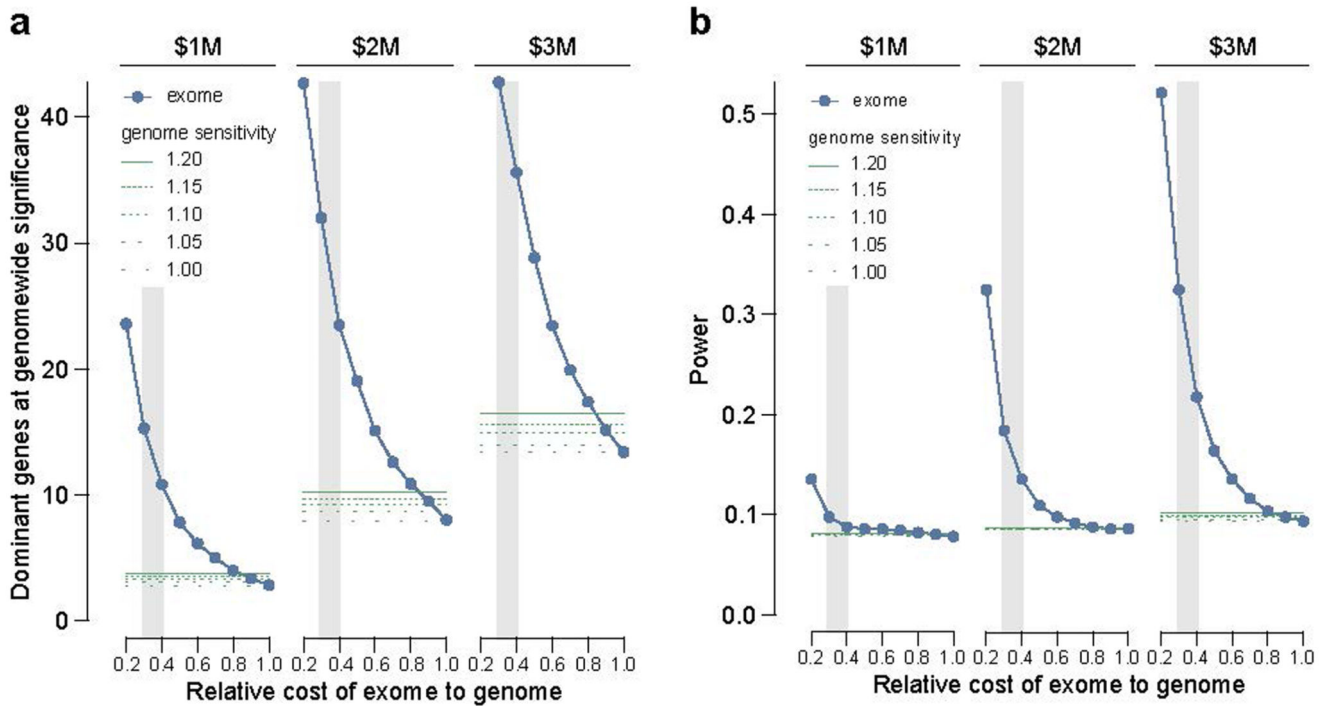 a
$1M $2M $3M
Dominant genes at genomewide significance
40
30
20
10
0
exome
genome sensitivity
1.20
1.15
1.10
1.05
1.00
0.2 0.4 0.6 0.8 1.0 0.2 0.4 0.6 0.8 1.0 0.2 0.4 0.6 0.8 1.0
Relative cost of exome to genome
b
$1M $2M $3M
Power
0.5
0.4
0.3
0.2
0.1
0.0
exome
genome sensitivity
1.20
1.15
1.10
1.05
1.00
0.2 0.4 0.6 0.8 1.0 0.2 0.4 0.6 0.8 1.0 0.2 0.4 0.6 0.8 1.0
Relative cost of exome to genome